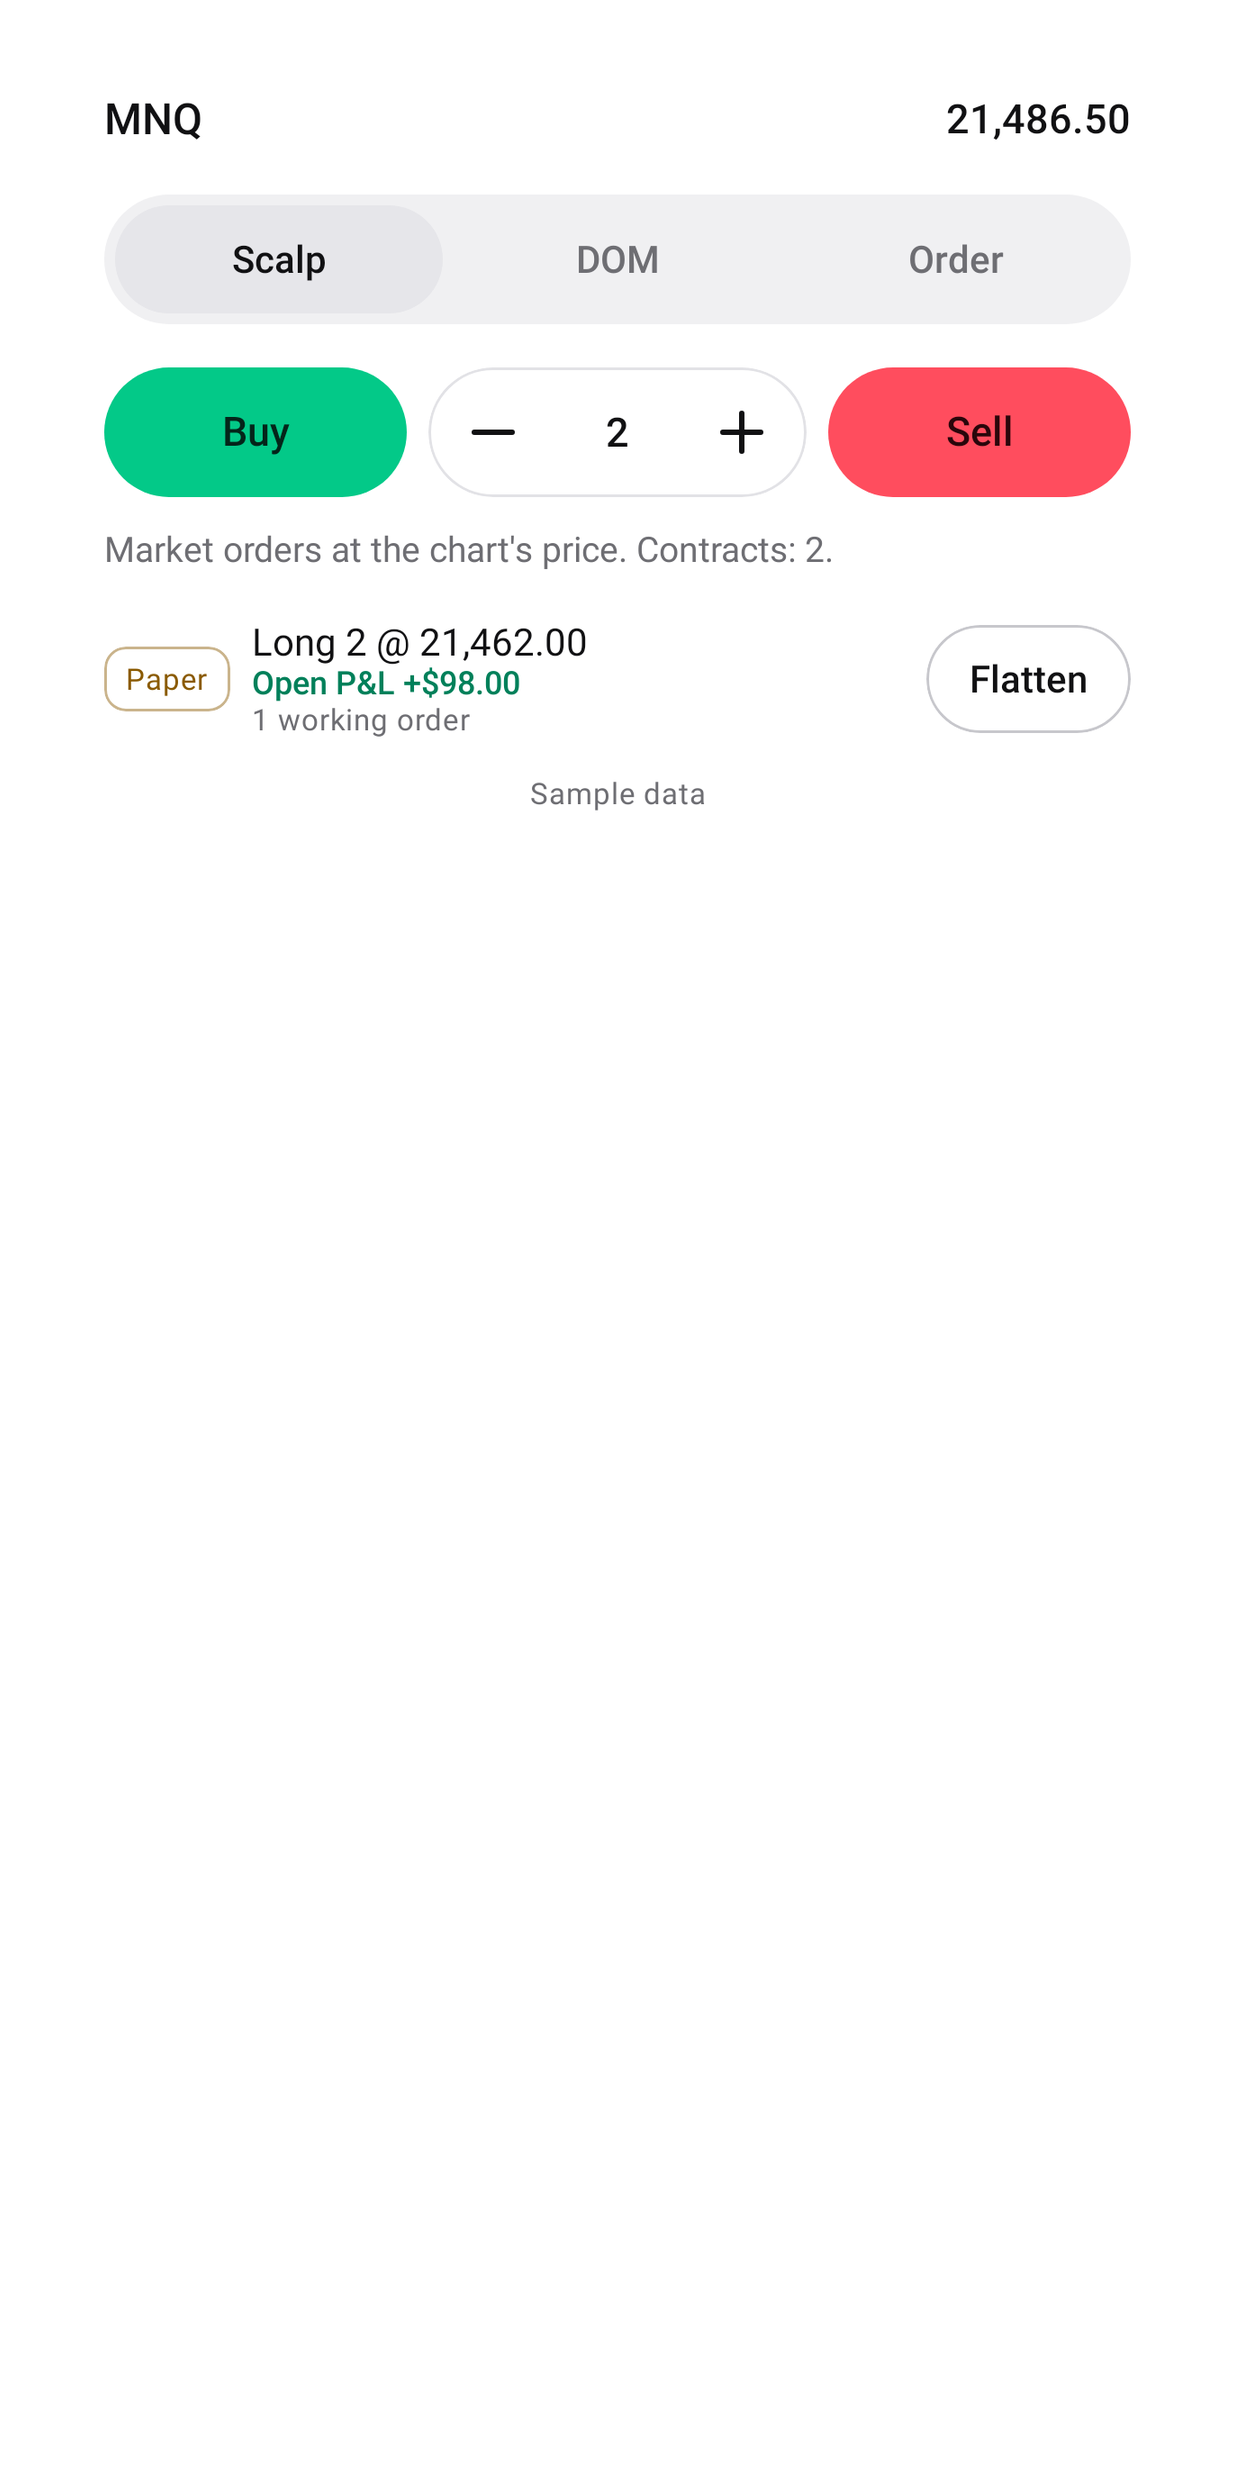 MNQ 21,486.50
Scalp DOM Order
Buy 2 Sell
Market orders at the chart's price. Contracts: 2.
Paper
Long 2 @ 21,462.00
Open P&L +$98.00
1 working order
Flatten
Sample data